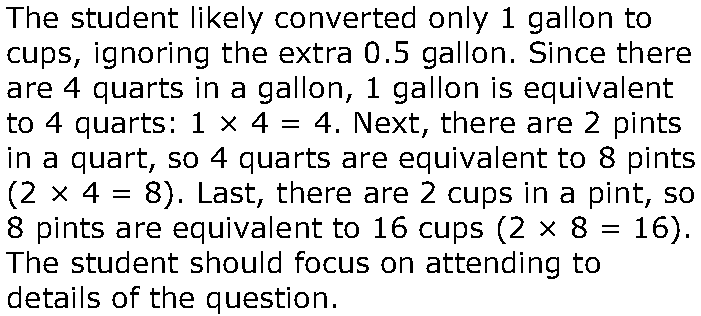 The student likely converted only 1 gallon to
cups, ignoring the extra 0.5 gallon. Since there
are 4 quarts in a gallon, 1 gallon is equivalent
to 4 quarts: 1 × 4 = 4. Next, there are 2 pints
in a quart, so 4 quarts are equivalent to 8 pints
(2 × 4 = 8). Last, there are 2 cups in a pint, so
8 pints are equivalent to 16 cups (2 × 8 = 16).
The student should focus on attending to
details of the question.